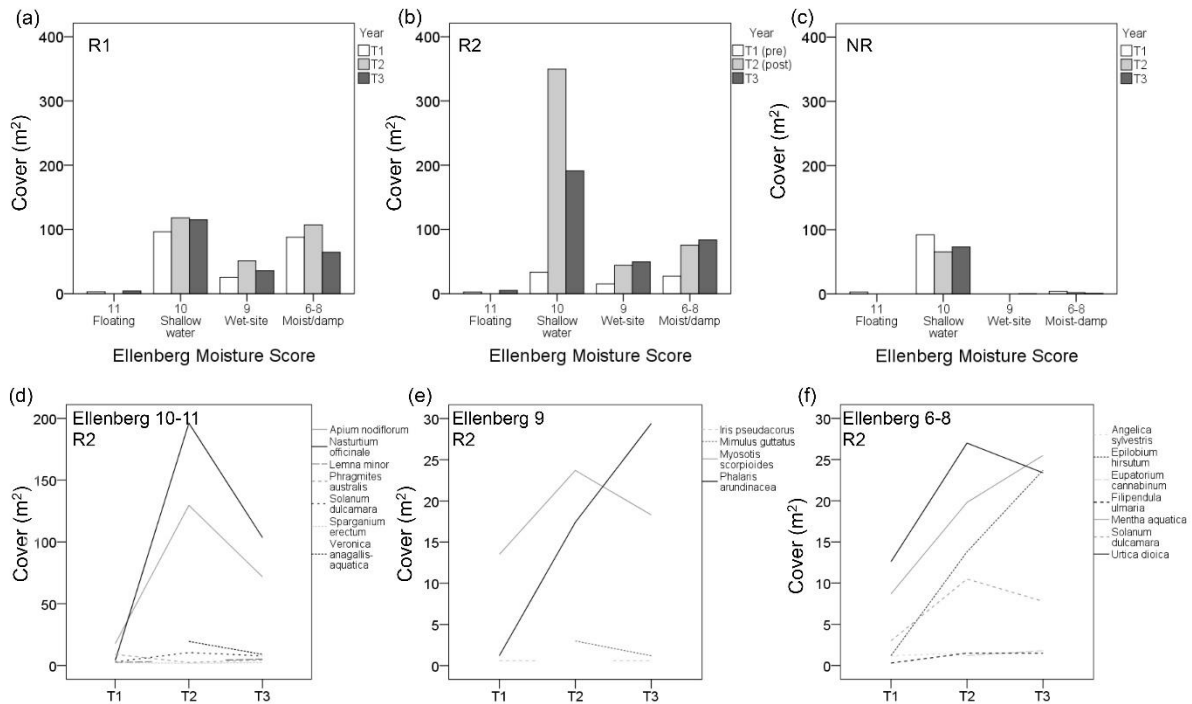 (a)
R1
Year
T1
T2
T3
Cover (m²)
400
300
200
100
0
11
Floating
10
Shallow
water
9
Wet-site
6-8
Moist/damp
Ellenberg Moisture Score
(b)
R2
Year
T1 (pre)
T2 (post)
T3
Cover (m²)
400
300
200
100
0
11
Floating
10
Shallow
water
9
Wet-site
6-8
Moist/damp
Ellenberg Moisture Score
(c)
NR
Year
T1
T2
T3
Cover (m²)
400
300
200
100
0
11
Floating
10
Shallow
water
9
Wet-site
6-8
Moist-damp
Ellenberg Moisture Score
(d)
Ellenberg 10-11
R2
Cover (m²)
200
150
100
50
0
T1
T2
T3
Apium nodiflorum
Nasturtium
officinale
Lemna minor
Phragmites
australis
Solanum
dulcamara
Sparganium
erectum
Veronica
anagallis-
aquatica
(e)
Ellenberg 9
R2
Cover (m²)
30
25
20
15
10
5
0
T1
T2
T3
Iris pseudacorus
Mimulus guttatus
Myosotis
scorpioides
Phalaris
arundinacea
(f)
Ellenberg 6-8
R2
Cover (m²)
30
25
20
15
10
5
0
T1
T2
T3
Angelica
sylvestris
Epilobium
hirsutum
Eupatorium
cannabinum
Filipendula
ulmaria
Mentha aquatica
Solanum
dulcamara
Urtica dioica